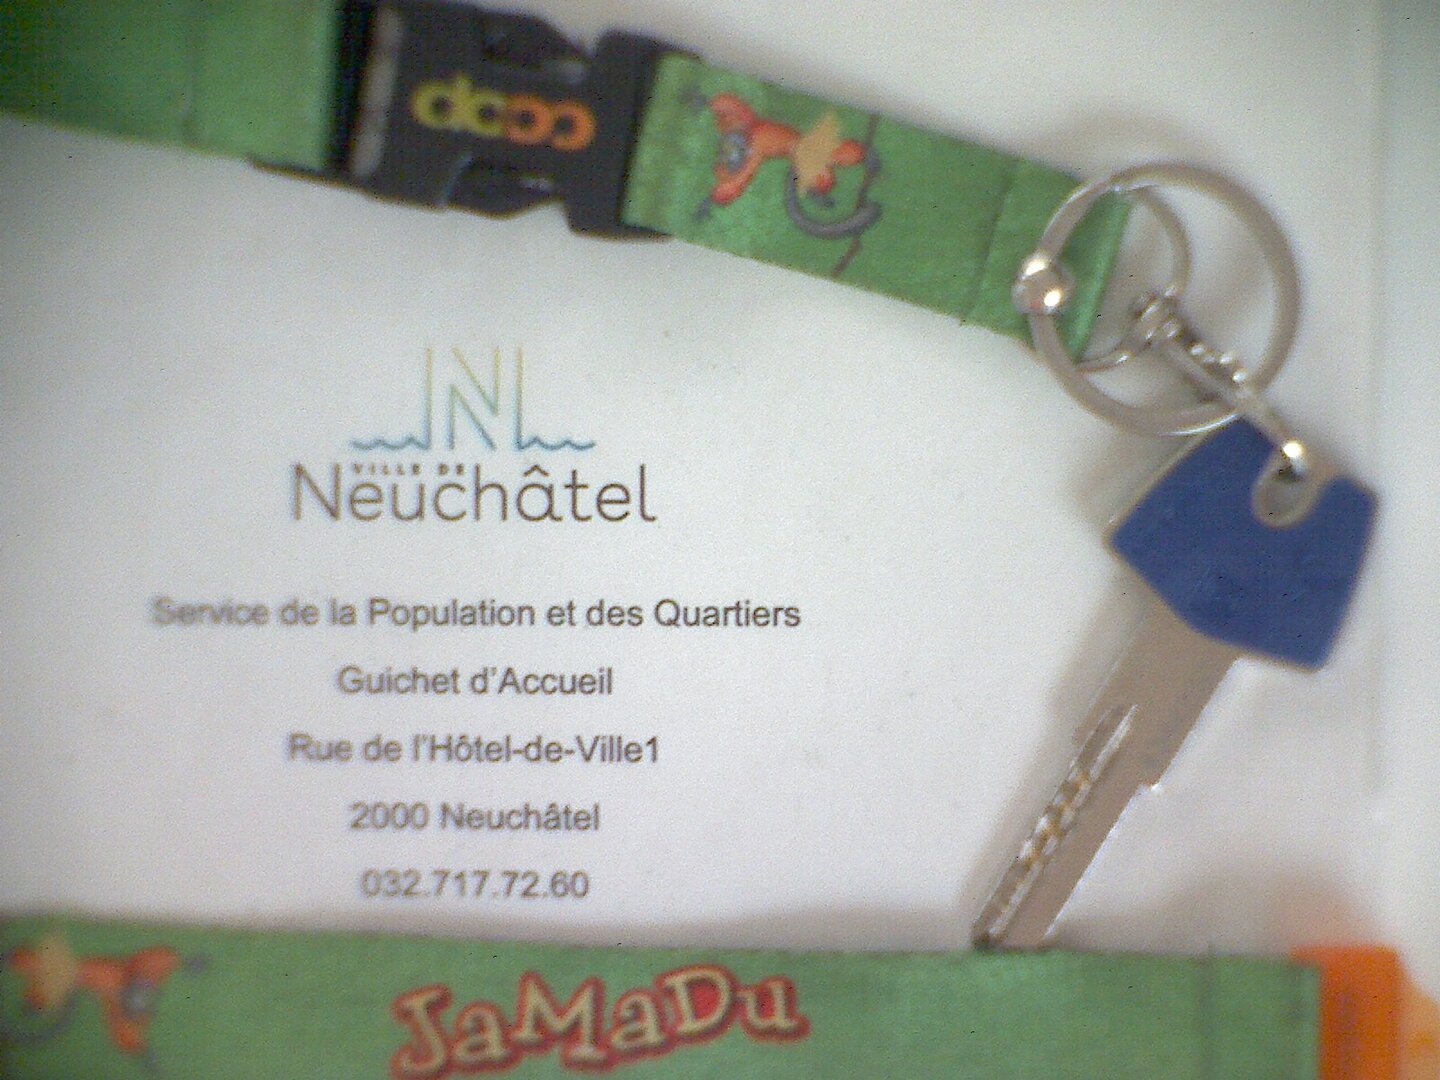 coop
N
VILLE DE
Neuchâtel
Service de la Population et des Quartiers
Guichet d'Accueil
Rue de l'Hôtel-de-Ville1
2000 Neuchâtel
032.717.72.60
JaMaDu